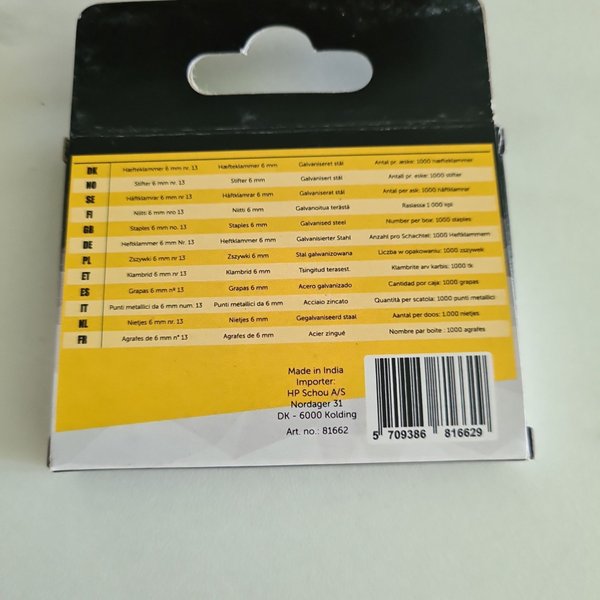 DK Hæfteklammer 6 mm nr. 13 Hæfteklammer 6 mm Galvaniseret stål Antal pr. æske: 1000 hæfteklammer
NO Stifter 6 mm nr. 13 Stifter 6 mm Galvanisert stål Antall pr. eske: 1000 stifter
SE Häftklamrar 6 mm nr. 13 Häftklamrar 6 mm Galvaniserat stål Antal per ask: 1000 häftklamrar
FI Niitti 6 mm nro 13 Niitti 6 mm Galvanoitua terästä Rasiassa 1 000 kpl
GB Staples 6 mm no. 13 Staples 6 mm Galvanised steel Number per box: 1000 staples
DE Heftklammer 6 mm Nr. 13 Heftklammer 6 mm Galvanisierter Stahl Anzahl pro Schachtel: 1000 Heftklammern
PL Zszywki 6 mm nr 13 Zszywki 6 mm Stal galwanizowana Liczba w opakowaniu: 1000 zszywek
ET Klambrid 6 mm nr 13 Klambrid 6 mm Tsingitud terasest. Klambrite arv karbis: 1000 tk
ES Grapas 6 mm nº 13 Grapas 6 mm Acero galvanizado Cantidad por caja: 1000 grapas
IT Punti metallici da 6 mm num. 13 Punti metallici da 6 mm Acciaio zincato Quantità per scatola: 1000 punti metallici
NL Nietjes 6 mm nr. 13 Nietjes 6 mm Gegalvaniseerd staal Aantal per doos: 1.000 nietjes
FR Agrafes de 6 mm n° 13 Agrafes de 6 mm Acier zingué Nombre par boîte : 1000 agrafes
Made in India
Importer:
HP Schou A/S
Nordager 31
DK - 6000 Kolding
Art. no.: 81662
5 709386 816629